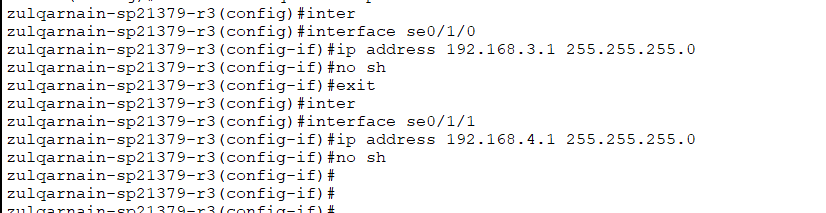 zulqarnain-sp21379-r3(config)#inter
zulqarnain-sp21379-r3(config)#interface se0/1/0
zulqarnain-sp21379-r3(config-if)#ip address 192.168.3.1 255.255.255.0
zulqarnain-sp21379-r3(config-if)#no sh
zulqarnain-sp21379-r3(config-if)#exit
zulqarnain-sp21379-r3(config)#inter
zulqarnain-sp21379-r3(config)#interface se0/1/1
zulqarnain-sp21379-r3(config-if)#ip address 192.168.4.1 255.255.255.0
zulqarnain-sp21379-r3(config-if)#no sh
zulqarnain-sp21379-r3(config-if)#
zulqarnain-sp21379-r3(config-if)#
zulqarnain-sp21379-r3(config-if)#